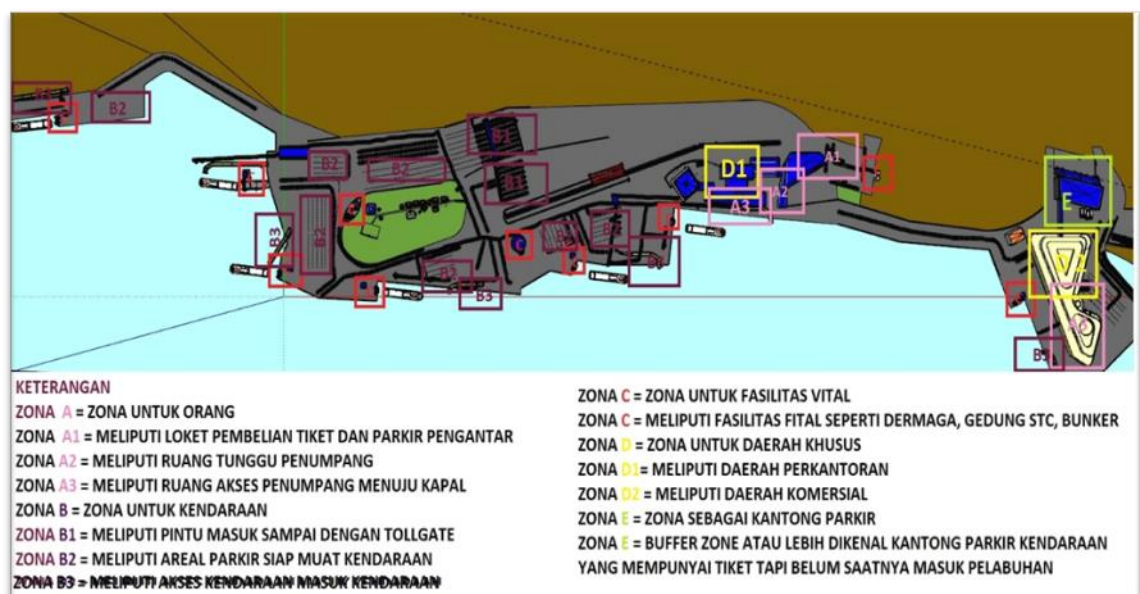 B1
B2
B2
B2
B1
B1
B3
B2
B3
B3
D1
A1
A2
A3
E
B3
KETERANGAN
ZONA A = ZONA UNTUK ORANG
ZONA A1 = MELIPUTI LOKET PEMBELIAN TIKET DAN PARKIR PENGANTAR
ZONA A2 = MELIPUTI RUANG TUNGGU PENUMPANG
ZONA A3 = MELIPUTI RUANG AKSES PENUMPANG MENUJU KAPAL
ZONA B = ZONA UNTUK KENDARAAN
ZONA B1 = MELIPUTI PINTU MASUK SAMPAI DENGAN TOLLGATE
ZONA B2 = MELIPUTI AREAL PARKIR SIAP MUAT KENDARAAN
ZONA B3 = MELIPUTI AKSES KENDARAAN MASUK KENDARAAN
ZONA C = ZONA UNTUK FASILITAS VITAL
ZONA C = MELIPUTI FASILITAS FITAL SEPERTI DERMAGA, GEDUNG STC, BUNKER
ZONA D = ZONA UNTUK DAERAH KHUSUS
ZONA D1= MELIPUTI DAERAH PERKANTORAN
ZONA D2 = MELIPUTI DAERAH KOMERSIAL
ZONA E = ZONA SEBAGAI KANTONG PARKIR
ZONA E = BUFFER ZONE ATAU LEBIH DIKENAL KANTONG PARKIR KENDARAAN
YANG MEMPUNYAI TIKET TAPI BELUM SAATNYA MASUK PELABUHAN